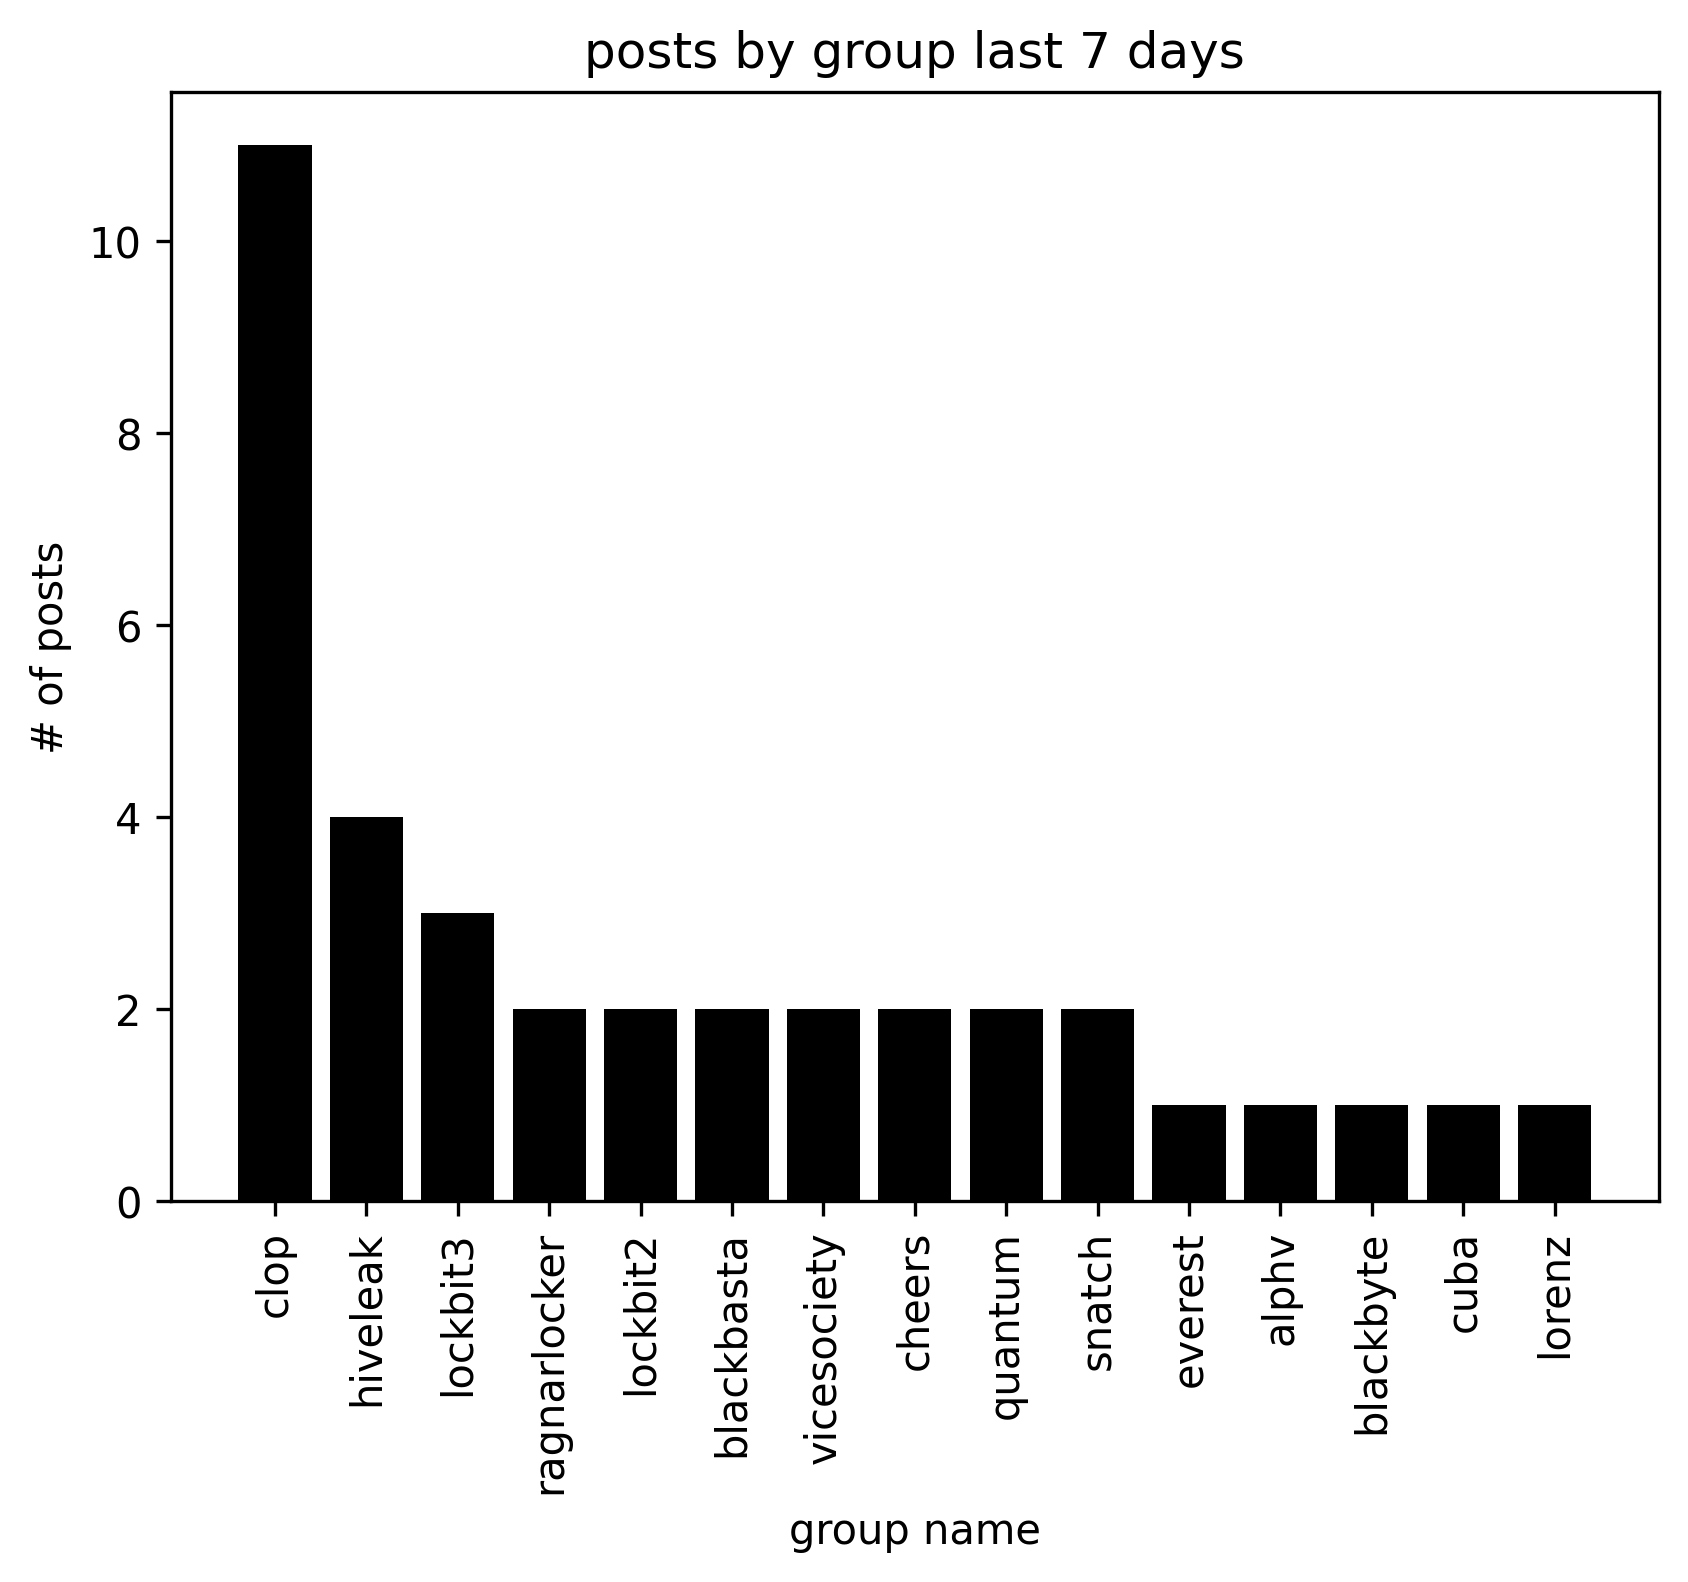 posts by group last 7 days
# of posts
10
8
6
4
2
0
clop
hiveleak
lockbit3
ragnarlocker
lockbit2
blackbasta
vicesociety
cheers
quantum
snatch
everest
alphv
blackbyte
cuba
lorenz
group name